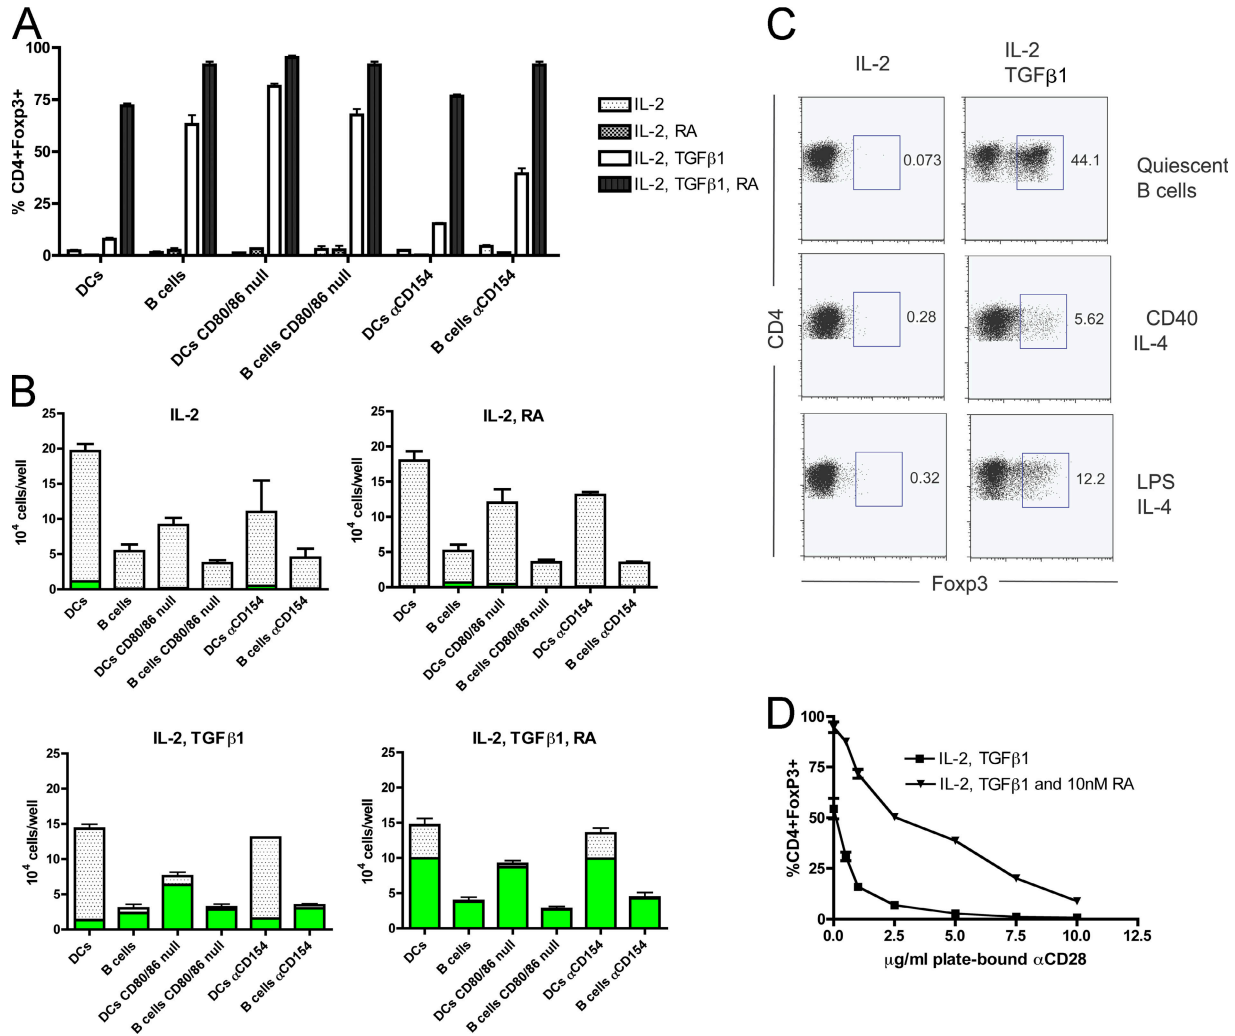 A
% CD4+Foxp3+
100
75
50
25
0
DCs
B cells
DCs CD80/86 null
B cells CD80/86 null
DCs αCD154
B cells αCD154
IL-2
IL-2, RA
IL-2, TGFβ1
IL-2, TGFβ1, RA
B
IL-2
10⁴ cells/well
25
20
15
10
5
0
DCs
B cells
DCs CD80/86 null
B cells CD80/86 null
DCs αCD154
B cells αCD154
IL-2, RA
10⁴ cells/well
25
20
15
10
5
0
DCs
B cells
DCs CD80/86 null
B cells CD80/86 null
DCs αCD154
B cells αCD154
IL-2, TGFβ1
10⁴ cells/well
25
20
15
10
5
0
DCs
B cells
DCs CD80/86 null
B cells CD80/86 null
DCs αCD154
B cells αCD154
IL-2, TGFβ1, RA
10⁴ cells/well
25
20
15
10
5
0
DCs
B cells
DCs CD80/86 null
B cells CD80/86 null
DCs αCD154
B cells αCD154
C
IL-2
IL-2
TGFβ1
0.073
44.1
Quiescent
B cells
0.28
5.62
CD40
IL-4
0.32
12.2
LPS
IL-4
CD4
Foxp3
D
%CD4+FoxP3+
100
75
50
25
0
0.0
2.5
5.0
7.5
10.0
12.5
μg/ml plate-bound αCD28
IL-2, TGFβ1
IL-2, TGFβ1 and 10nM RA